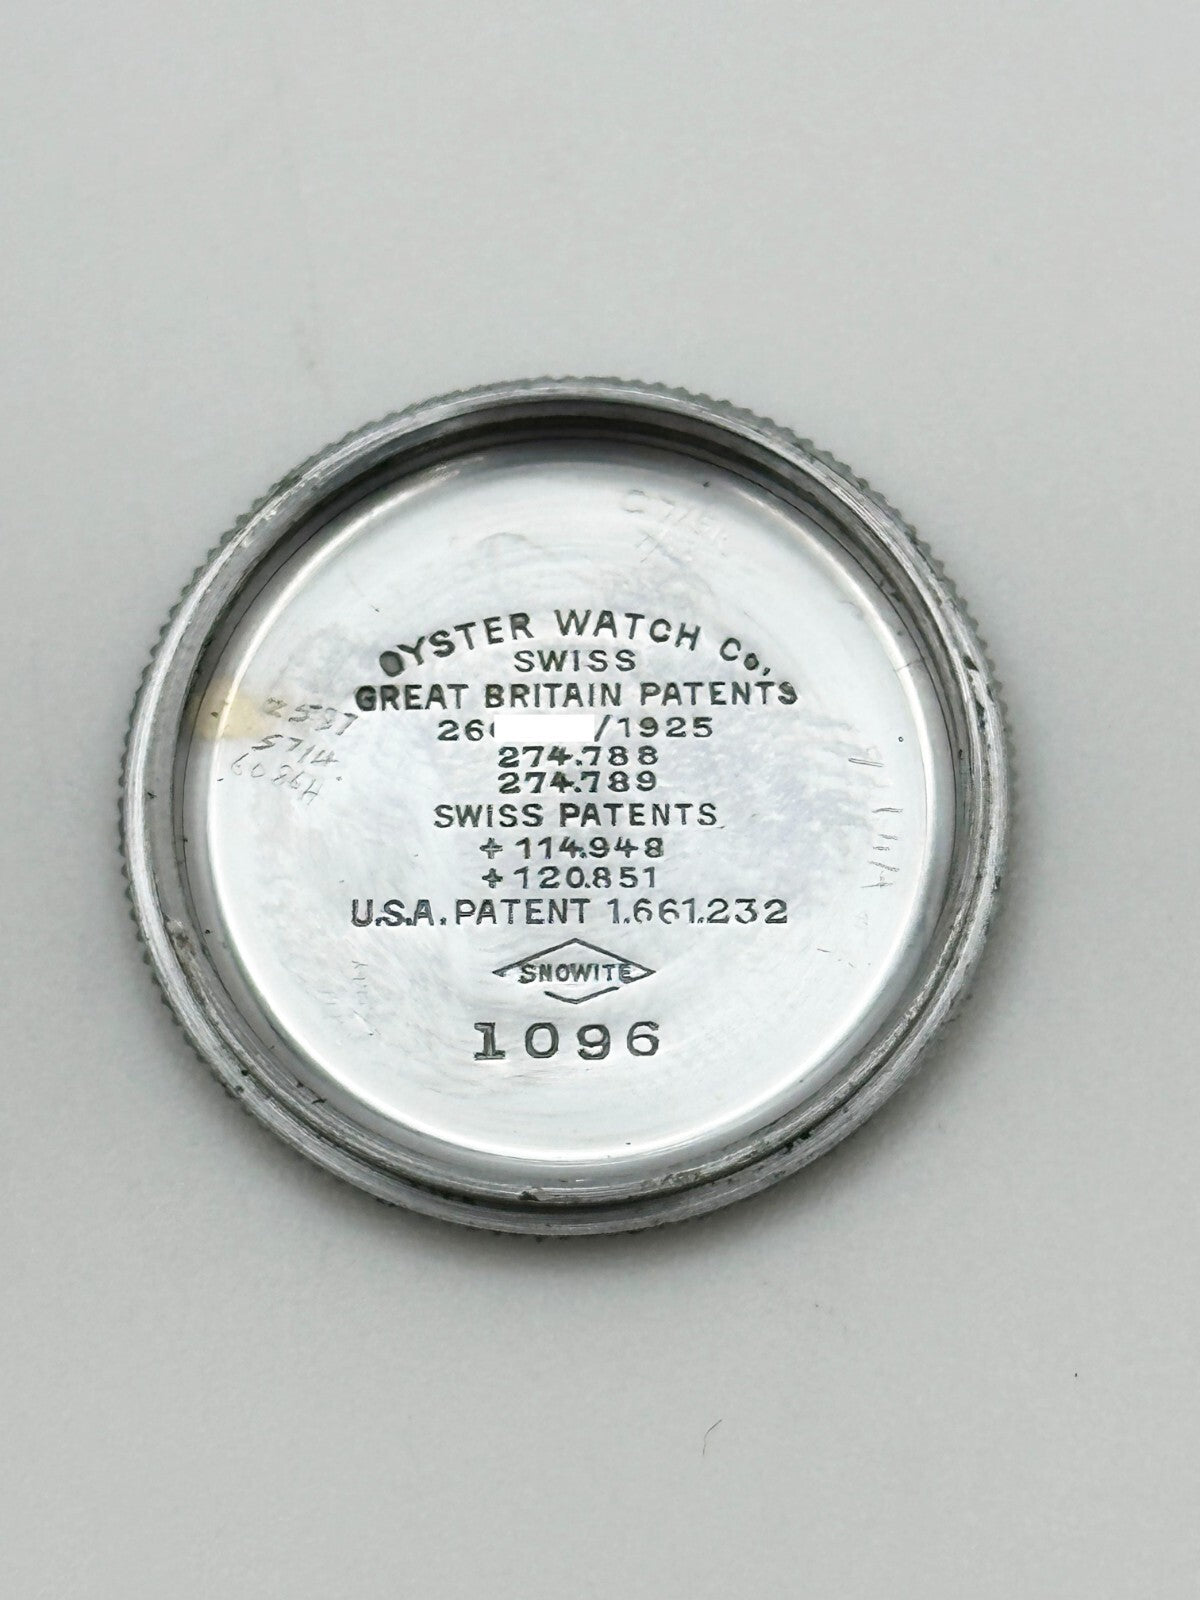 OYSTER WATCH Co,
SWISS
GREAT BRITAIN PATENTS
/1925
274.788
274.789
SWISS PATENTS
+114.948
+120.851
U.S.A. PATENT 1.661.232
SNOWITE
1096
5714